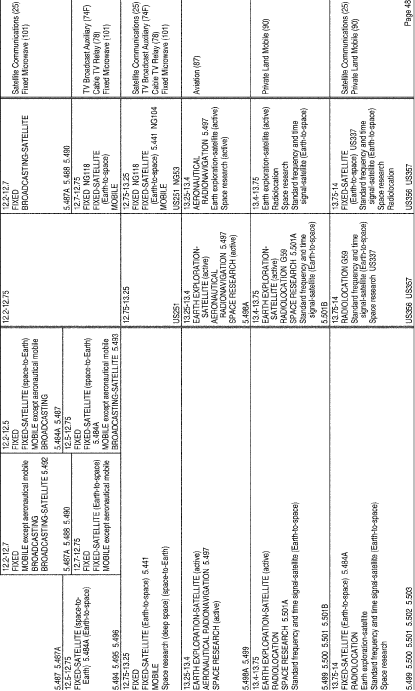 5.487 5.487A
12.5-12.75
FIXED-SATELLITE (space-to-
Earth) 5.484A (Earth-to-space)
5.494 5.495 5.496
12.2-12.7
FIXED
MOBILE except aeronautical mobile
BROADCASTING
BROADCASTING-SATELLITE 5.492
5.487A 5.488 5.490
12.7-12.75
FIXED
FIXED-SATELLITE (Earth-to-space)
MOBILE except aeronautical mobile
12.2-12.5
FIXED
FIXED-SATELLITE (space-to-Earth)
MOBILE except aeronautical mobile
BROADCASTING
5.484A 5.487
12.5-12.75
FIXED
FIXED-SATELLITE (space-to-Earth)
5.484A
MOBILE except aeronautical mobile
BROADCASTING-SATELLITE 5.493
12.2-12.75
12.2-12.7
FIXED
BROADCASTING-SATELLITE
5.487A 5.488 5.490
12.7-12.75
FIXED NG118
FIXED-SATELLITE
(Earth-to-space)
MOBILE
Satellite Communications (25)
Fixed Microwave (101)
TV Broadcast Auxiliary (74F)
Cable TV Relay (78)
Fixed Microwave (101)
12.75-13.25
FIXED
FIXED-SATELLITE (Earth-to-space) 5.441
MOBILE
Space research (deep space) (space-to-Earth)
12.75-13.25
US251
12.75-13.25
FIXED NG118
FIXED-SATELLITE
(Earth-to-space) 5.441 NG104
MOBILE
US251 NG53
Satellite Communications (25)
TV Broadcast Auxiliary (74F)
Cable TV Relay (78)
Fixed Microwave (101)
13.25-13.4
EARTH EXPLORATION-SATELLITE (active)
AERONAUTICAL RADIONAVIGATION 5.497
SPACE RESEARCH (active)
5.498A 5.499
13.25-13.4
EARTH EXPLORATION-
SATELLITE (active)
AERONAUTICAL
RADIONAVIGATION 5.497
SPACE RESEARCH (active)
5.498A
13.25-13.4
AERONAUTICAL
RADIONAVIGATION 5.497
Earth exploration-satellite (active)
Space research (active)
Aviation (87)
13.4-13.75
EARTH EXPLORATION-SATELLITE (active)
RADIOLOCATION
SPACE RESEARCH 5.501A
Standard frequency and time signal-satellite (Earth-to-space)
5.499 5.500 5.501 5.501B
13.4-13.75
EARTH EXPLORATION-
SATELLITE (active)
RADIOLOCATION G59
SPACE RESEARCH 5.501A
Standard frequency and time
signal-satellite (Earth-to-space)
5.501B
13.4-13.75
Earth exploration-satellite (active)
Radiolocation
Space research
Standard frequency and time
signal-satellite (Earth-to-space)
Private Land Mobile (90)
13.75-14
FIXED-SATELLITE (Earth-to-space) 5.484A
RADIOLOCATION
Earth exploration-satellite
Standard frequency and time signal-satellite (Earth-to-space)
Space research
5.499 5.500 5.501 5.502 5.503
13.75-14
RADIOLOCATION G59
Standard frequency and time
signal-satellite (Earth-to-space)
Space research US337
US356 US357
13.75-14
FIXED-SATELLITE
(Earth-to-space) US337
Standard frequency and time
signal-satellite (Earth-to-space)
Space research
Radiolocation
US356 US357
Satellite Communications (25)
Private Land Mobile (90)
Page 48